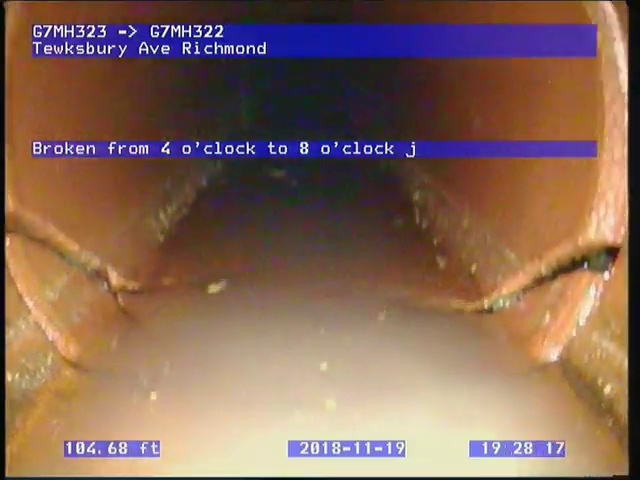 G7MH323 -> G7MH322
Tewksbury Ave Richmond
Broken from 4 o'clock to 8 o'clock j
104.68 ft 2018-11-19 19 28 17